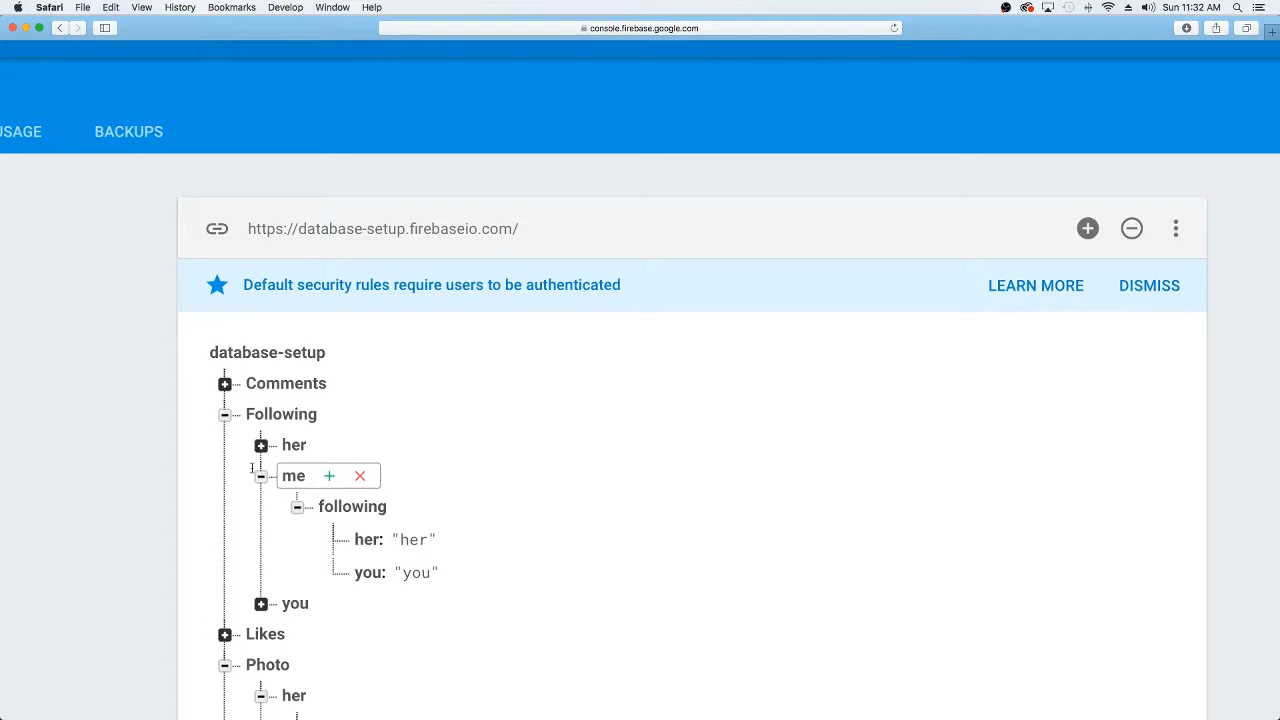 Safari File Edit View History Bookmarks Develop Window Help Sun 11:32 AM
console.firebase.google.com
USAGE BACKUPS
https://database-setup.firebaseio.com/
Default security rules require users to be authenticated LEARN MORE DISMISS
database-setup
Comments
Following
her
me
following
her: "her"
you: "you"
you
Likes
Photo
her